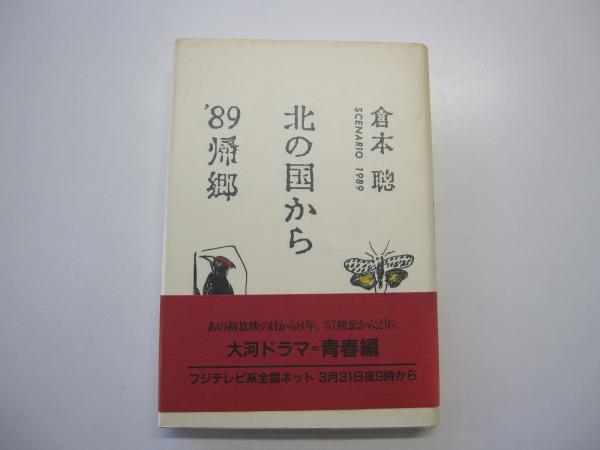 倉本聰
SCENARIO 1989
北の国から
'89帰郷
あの初放映の日から8年。'87初恋から2年。
大河ドラマ=青春編
フジテレビ系全国ネット 3月31日夜9時から